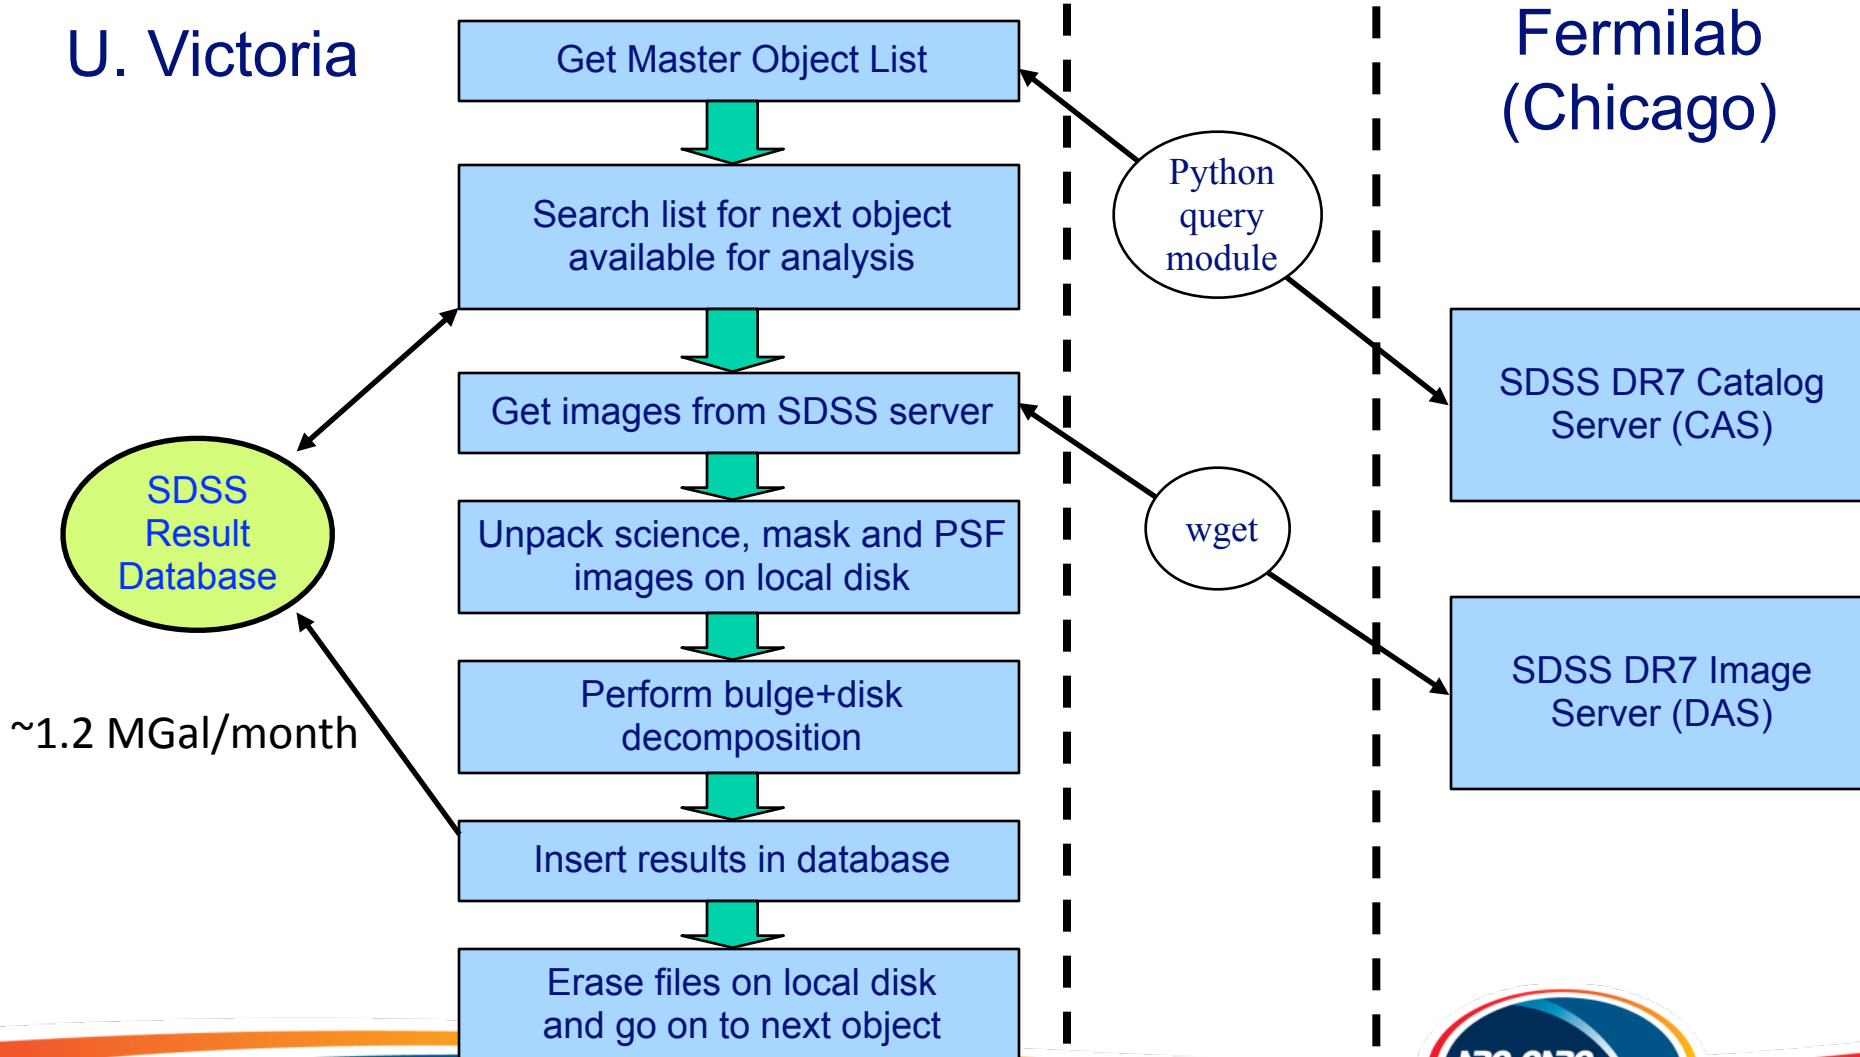 U. Victoria
Get Master Object List
Fermilab
(Chicago)
Python
query
module
Search list for next object
available for analysis
SDSS DR7 Catalog
Server (CAS)
Get images from SDSS server
SDSS
Result
Database
wget
Unpack science, mask and PSF
images on local disk
SDSS DR7 Image
Server (DAS)
Perform bulge+disk
decomposition
~1.2 MGal/month
Insert results in database
Erase files on local disk
and go on to next object